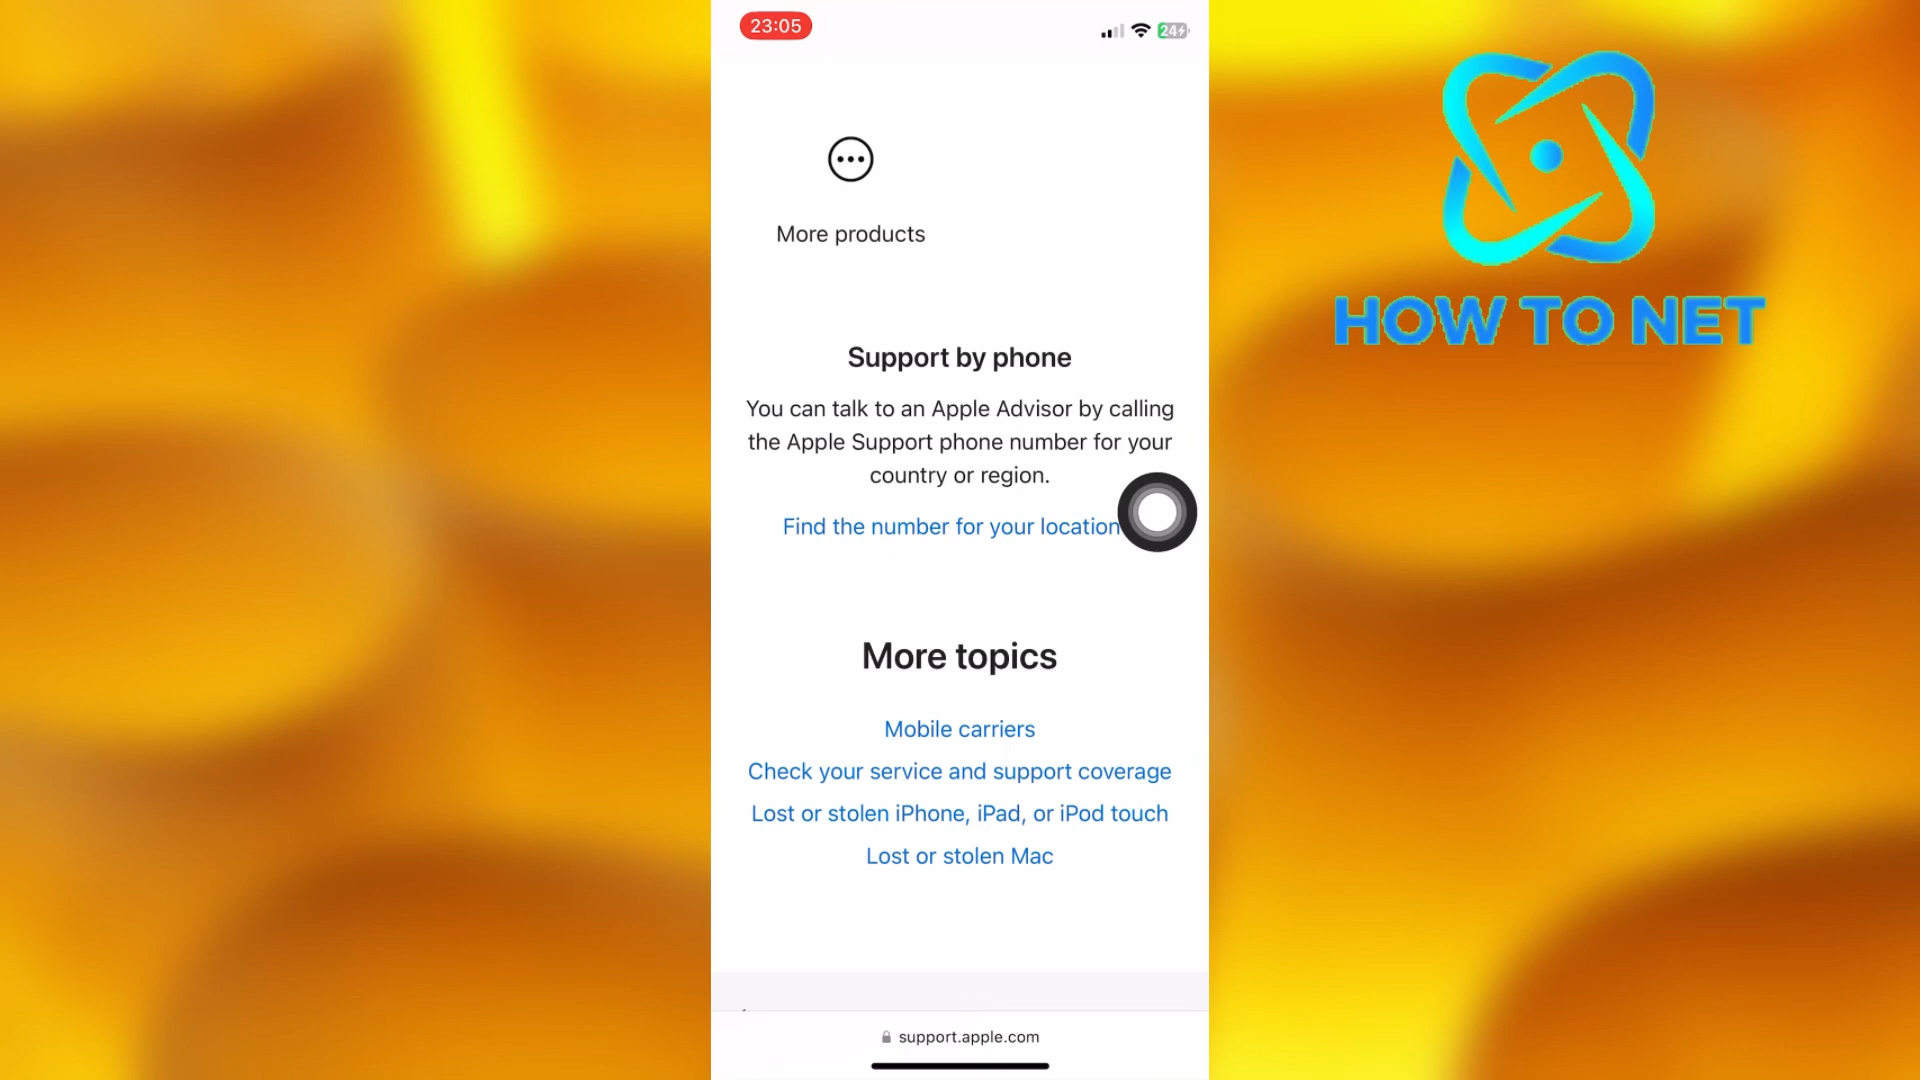 23:05
24
HOW TO NET
More products
Support by phone
You can talk to an Apple Advisor by calling
the Apple Support phone number for your
country or region.
Find the number for your location
More topics
Mobile carriers
Check your service and support coverage
Lost or stolen iPhone, iPad, or iPod touch
Lost or stolen Mac
support.apple.com